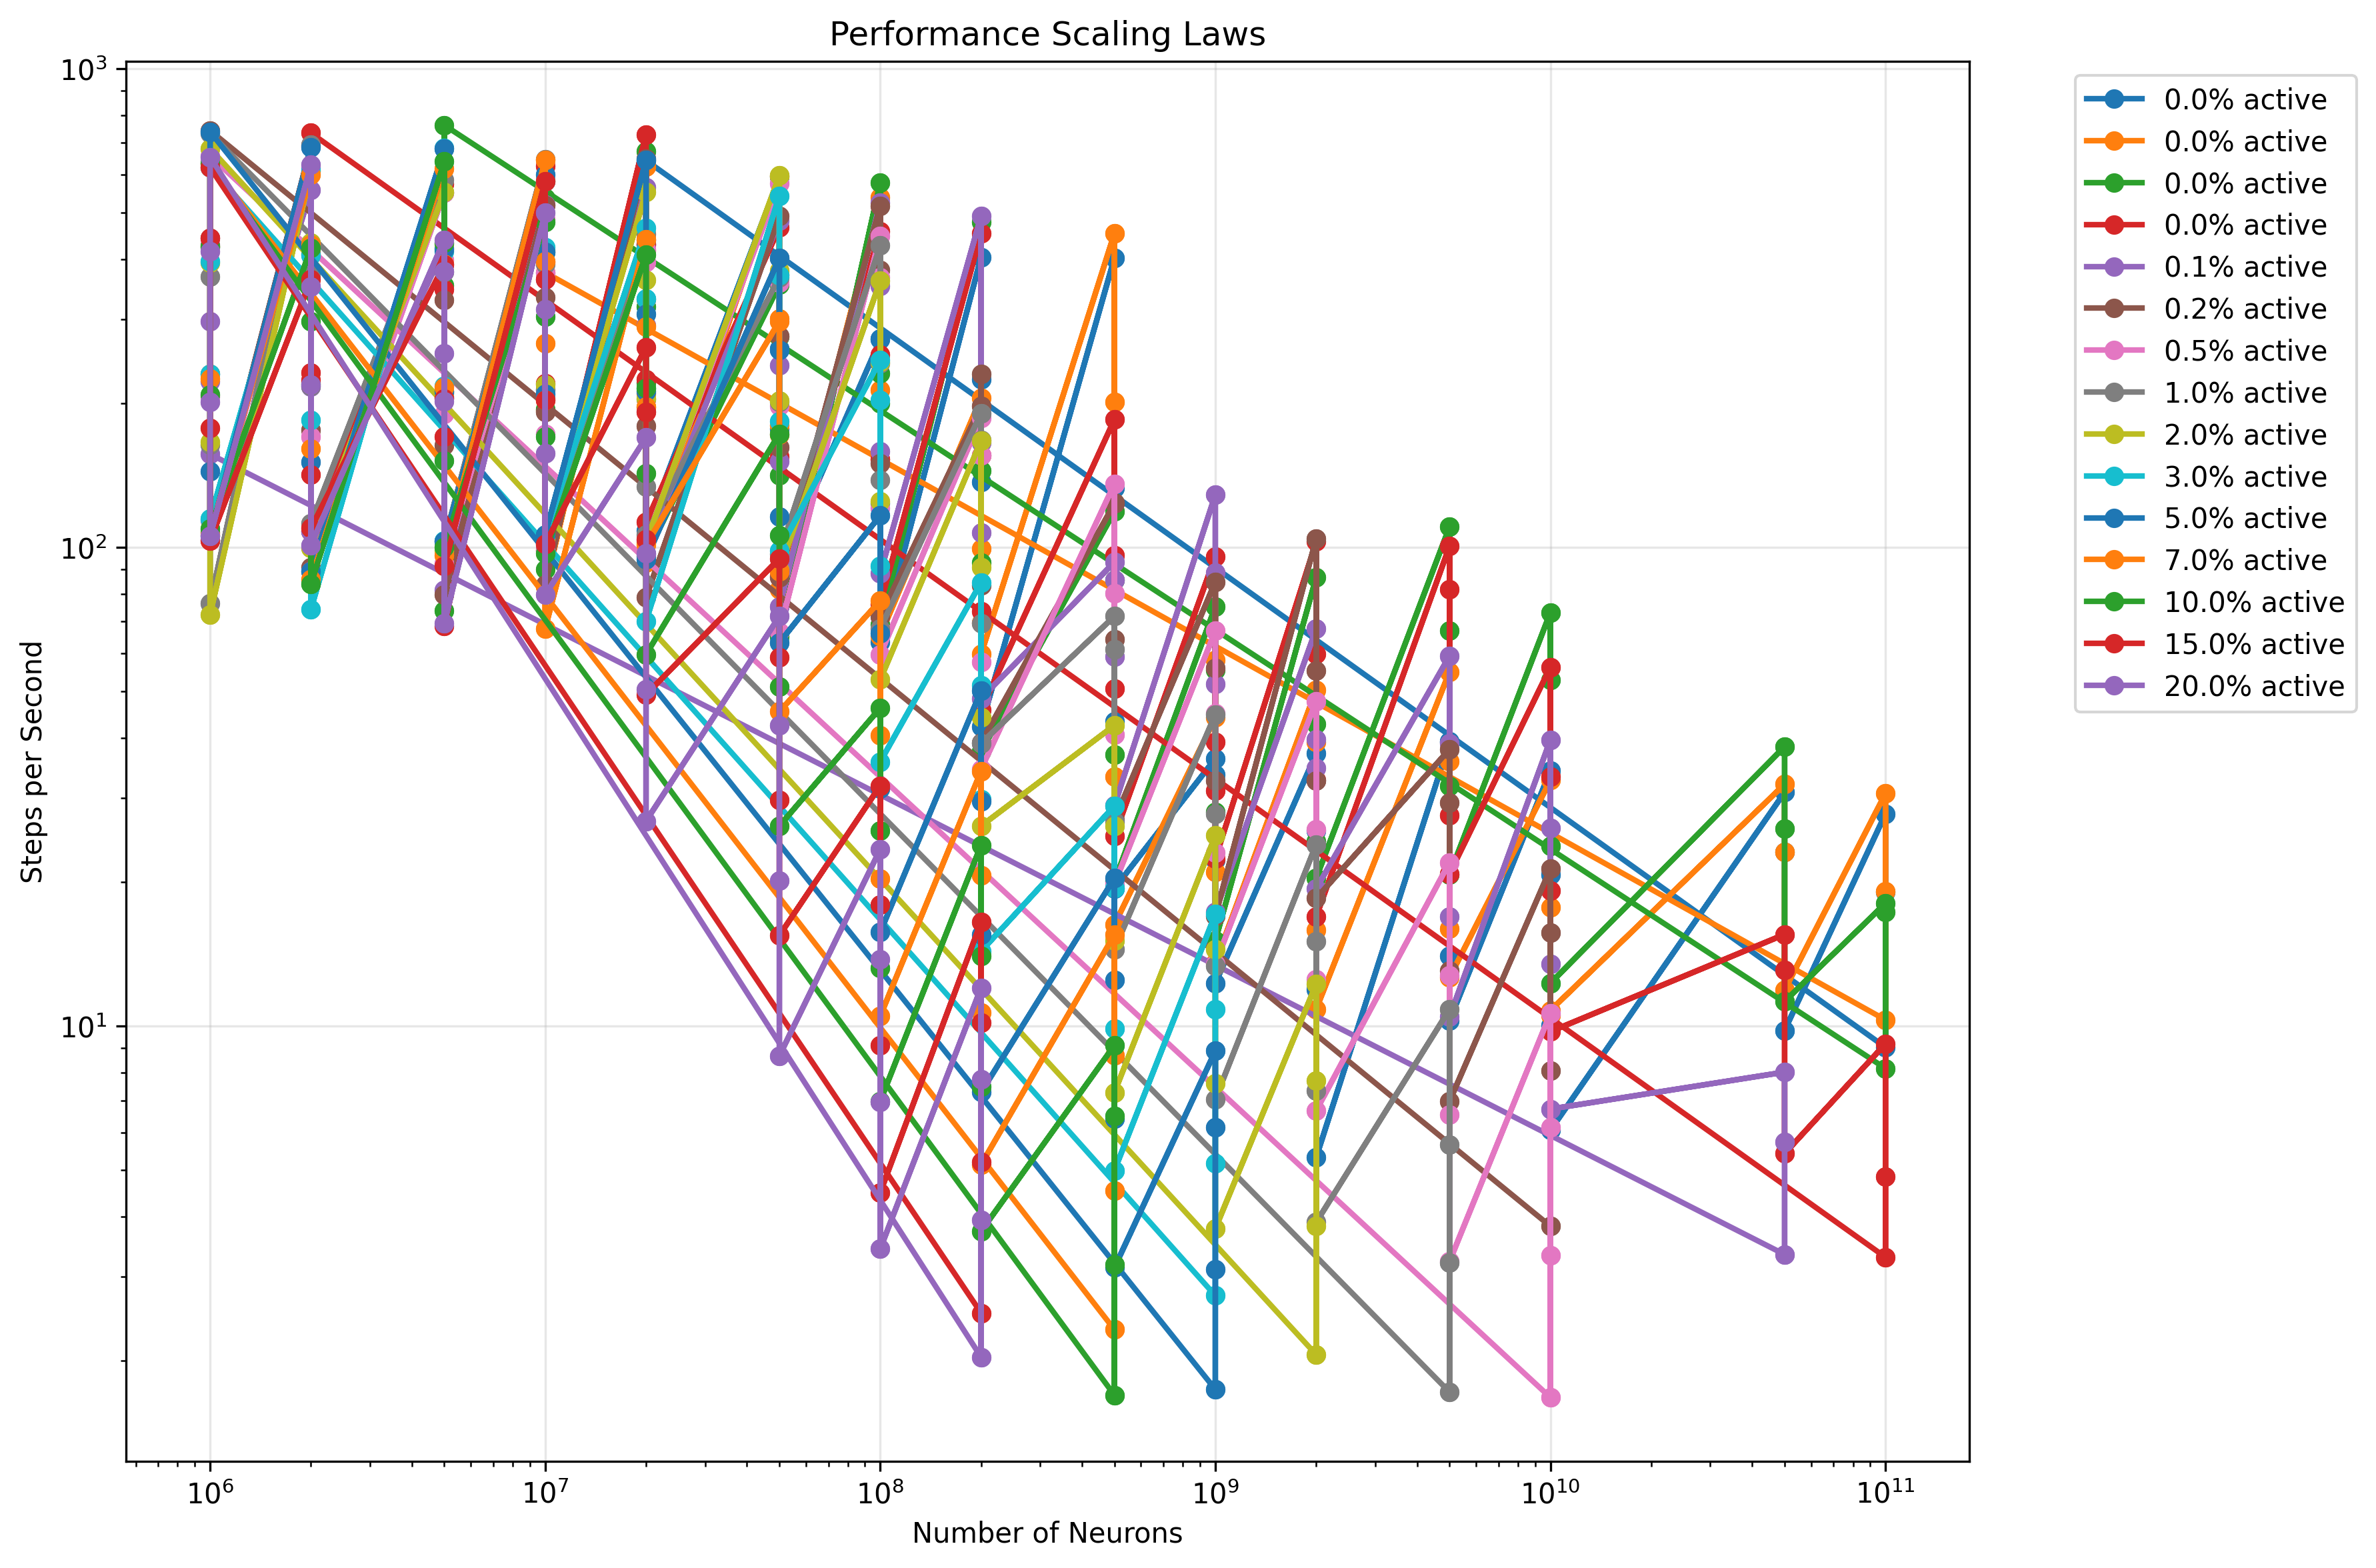 Performance Scaling Laws
10³
10²
10¹
Steps per Second
10⁶ 10⁷ 10⁸ 10⁹ 10¹⁰ 10¹¹
Number of Neurons
0.0% active
0.0% active
0.0% active
0.0% active
0.1% active
0.2% active
0.5% active
1.0% active
2.0% active
3.0% active
5.0% active
7.0% active
10.0% active
15.0% active
20.0% active